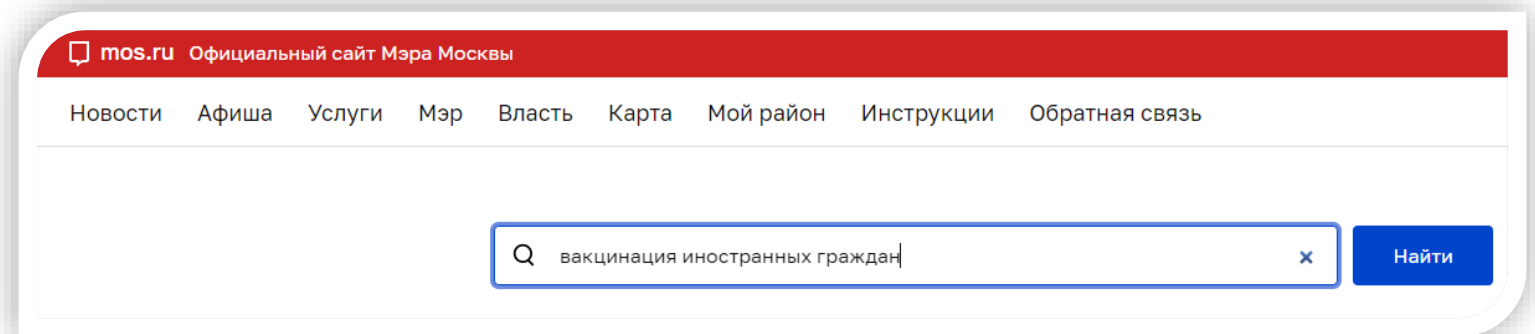 mos.ru Официальный сайт Мэра Москвы
Новости Афиша Услуги Мэр Власть Карта Мой район Инструкции Обратная связь
вакцинация иностранных граждан Найти